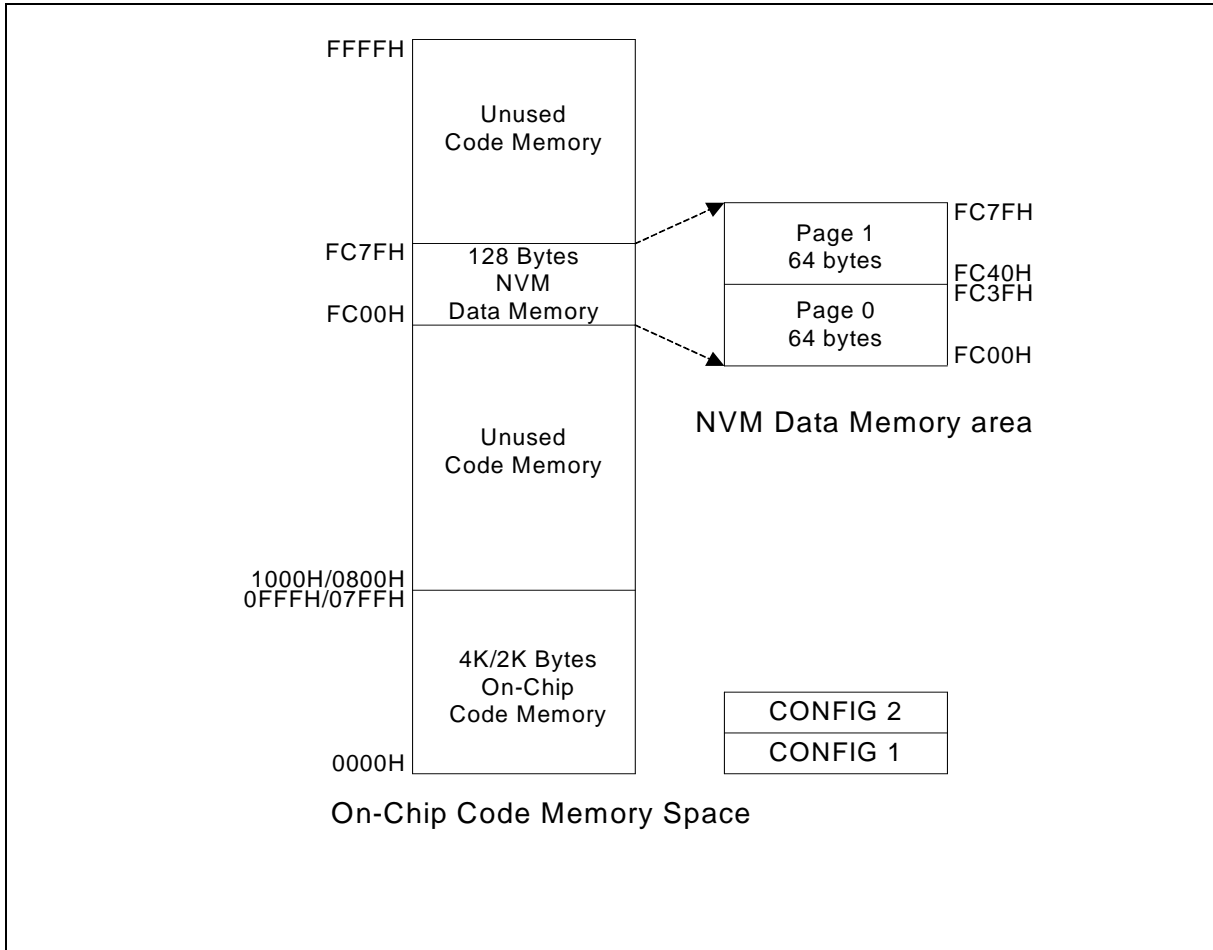 FFFFH
Unused
Code Memory
FC7FH
128 Bytes
NVM
Data Memory
FC00H
Unused
Code Memory
1000H/0800H
0FFFH/07FFH
4K/2K Bytes
On-Chip
Code Memory
0000H
On-Chip Code Memory Space
FC7FH
Page 1
64 bytes
FC40H
FC3FH
Page 0
64 bytes
FC00H
NVM Data Memory area
CONFIG 2
CONFIG 1